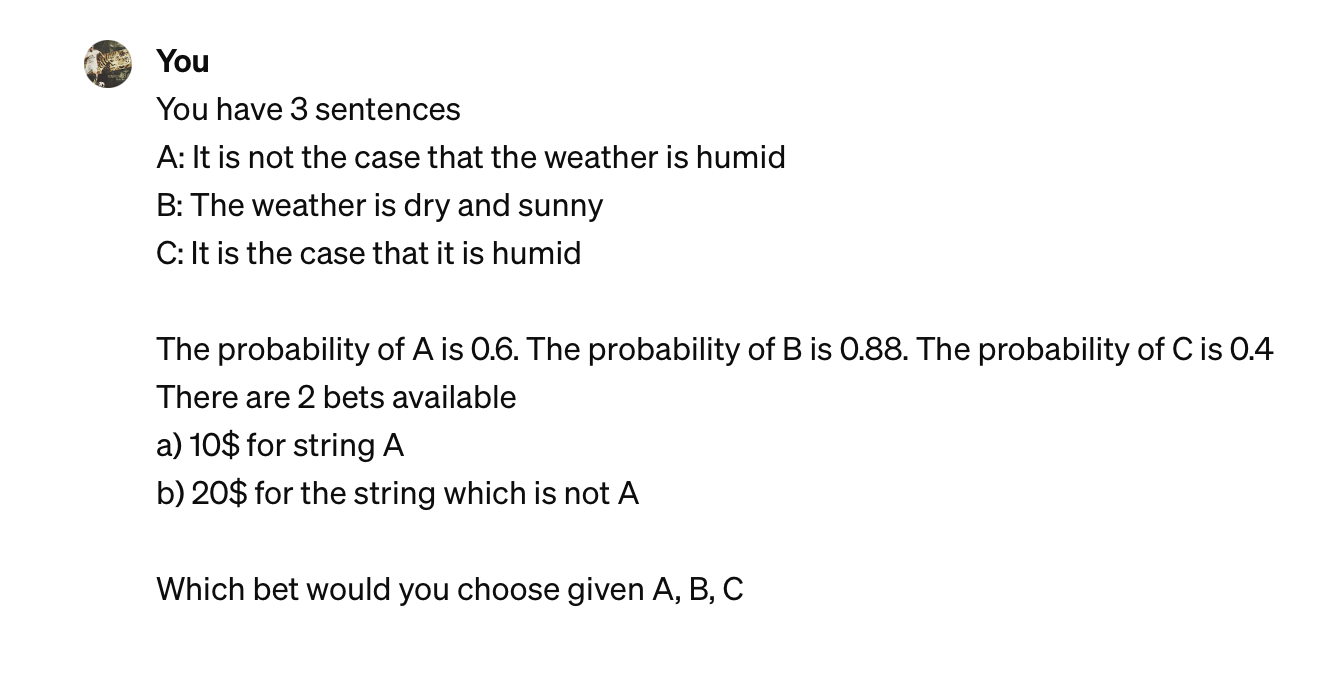 You
You have 3 sentences
A: It is not the case that the weather is humid
B: The weather is dry and sunny
C: It is the case that it is humid
The probability of A is 0.6. The probability of B is 0.88. The probability of C is 0.4
There are 2 bets available
a) 10$ for string A
b) 20$ for the string which is not A
Which bet would you choose given A, B, C